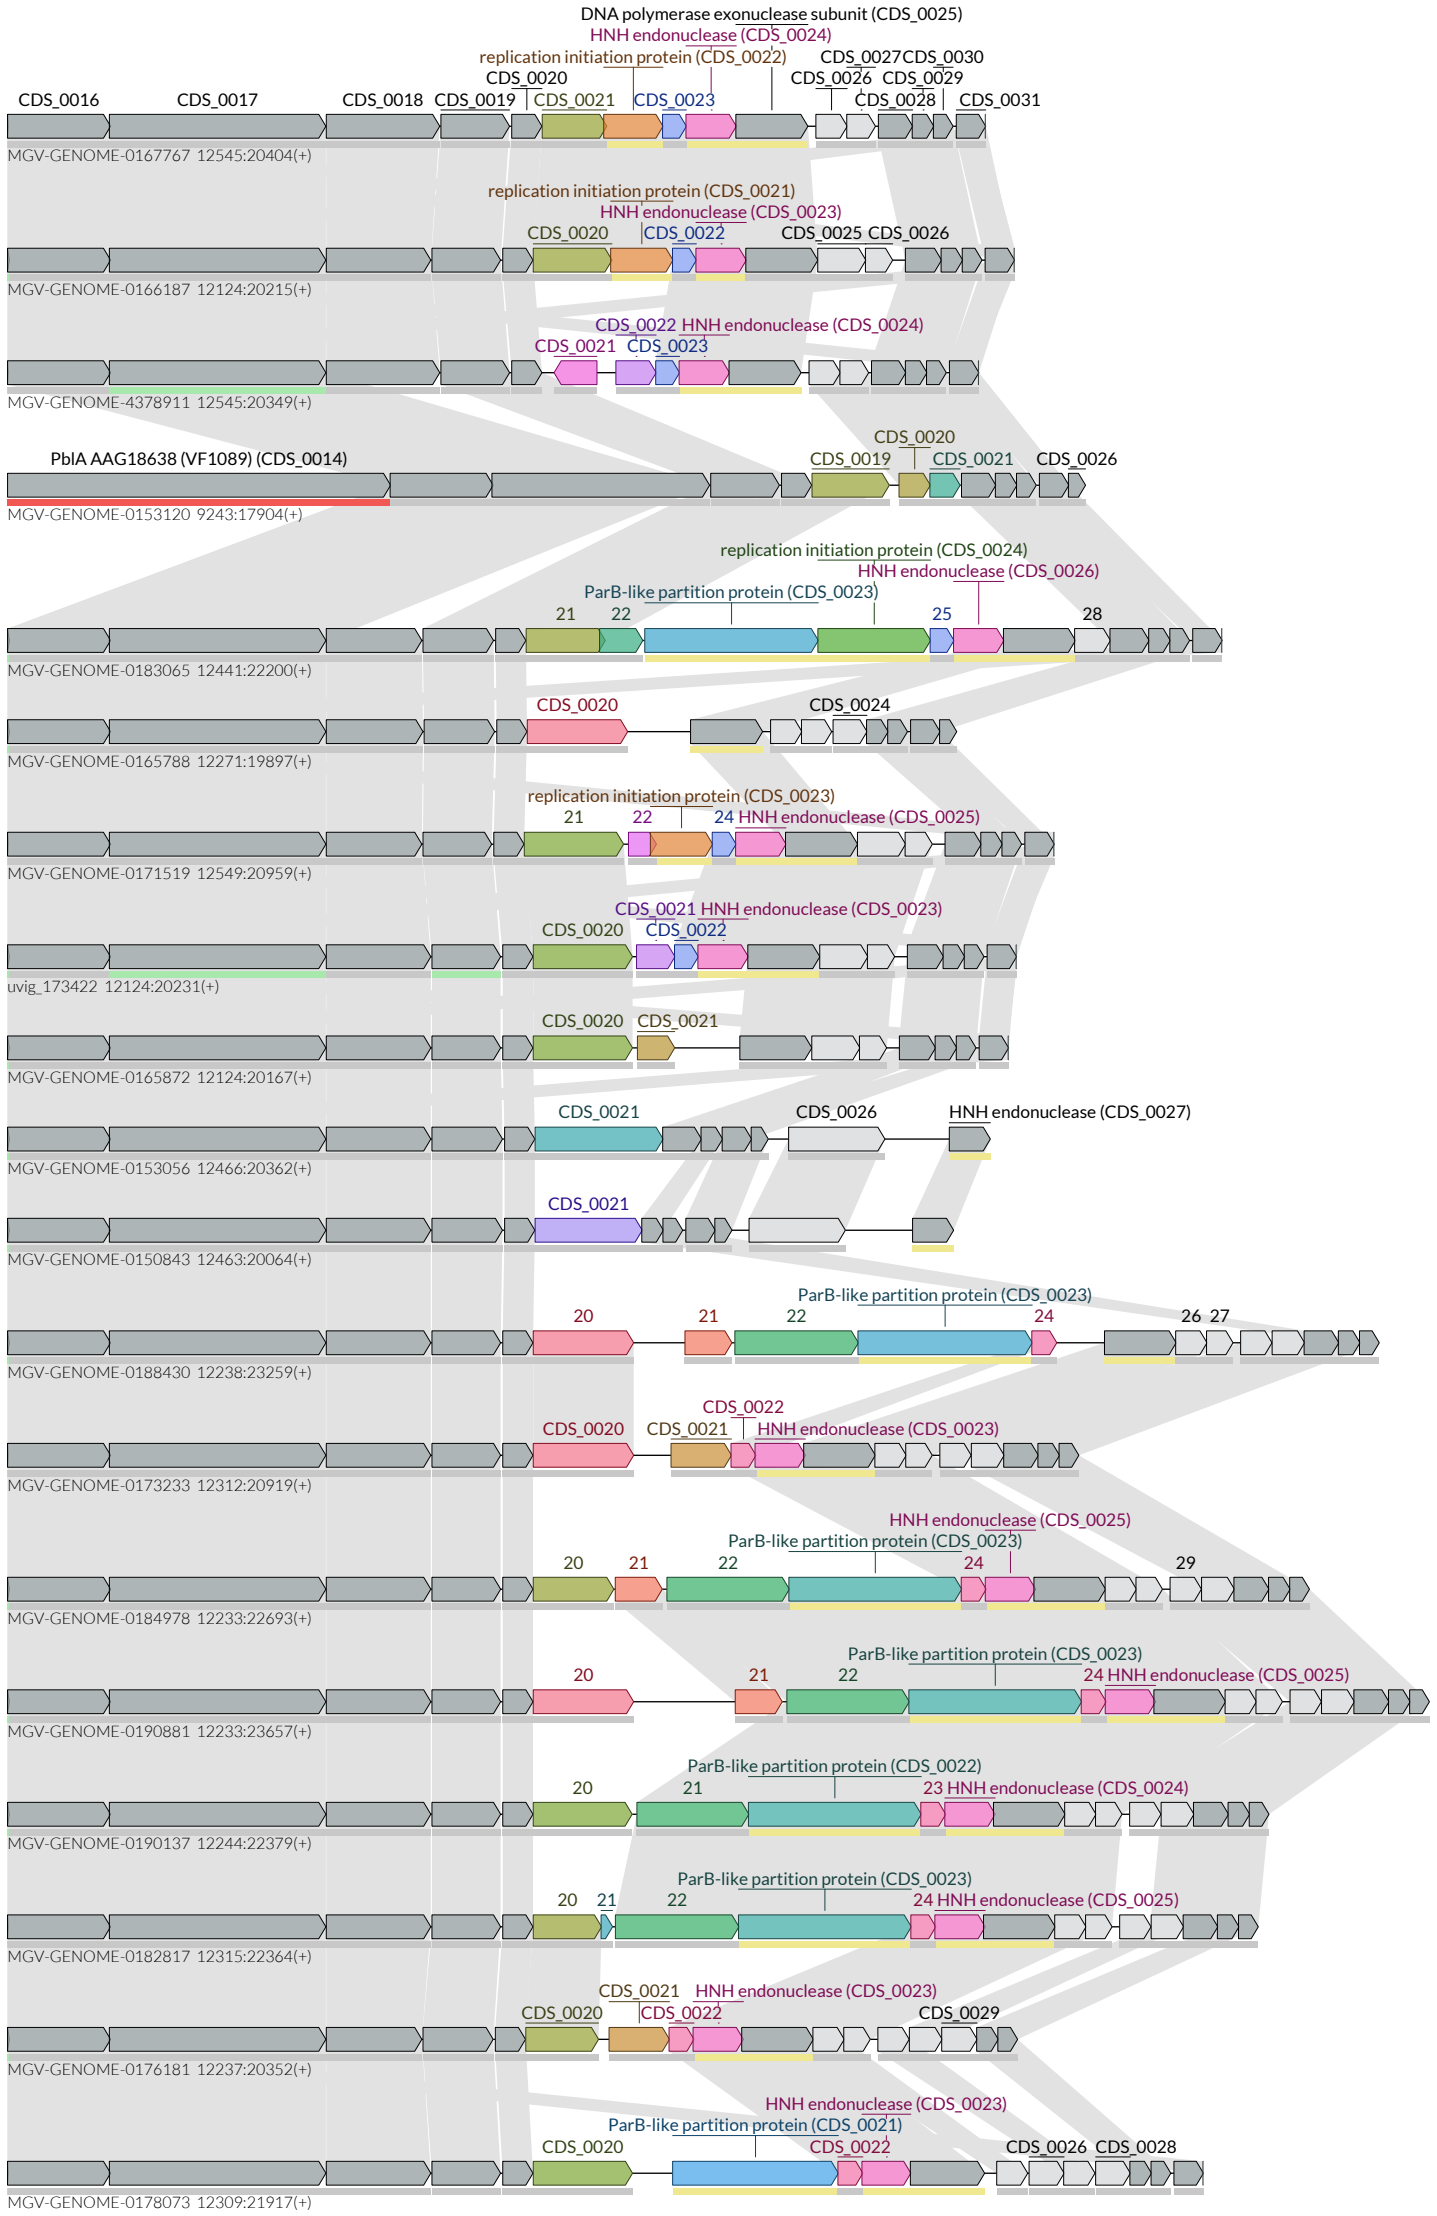 DNA polymerase exonuclease subunit (CDS_0025)
HNH endonuclease (CDS_0024)
replication initiation protein (CDS_0022) CDS_0027 CDS_0030
CDS_0020 CDS_0026 CDS_0029
CDS_0016 CDS_0017 CDS_0018 CDS_0019 CDS_0021 CDS_0023 CDS_0028 CDS_0031
MGV-GENOME-0167767 12545:20404(+)
replication initiation protein (CDS_0021)
HNH endonuclease (CDS_0023)
CDS_0020 CDS_0022 CDS_0025 CDS_0026
MGV-GENOME-0166187 12124:20215(+)
CDS_0022 HNH endonuclease (CDS_0024)
CDS_0021 CDS_0023
MGV-GENOME-4378911 12545:20349(+)
CDS_0020
PblA AAG18638 (VF1089) (CDS_0014) CDS_0019 CDS_0021 CDS_0026
MGV-GENOME-0153120 9243:17904(+)
replication initiation protein (CDS_0024)
HNH endonuclease (CDS_0026)
ParB-like partition protein (CDS_0023)
21 22 25 28
MGV-GENOME-0183065 12441:22200(+)
CDS_0020 CDS_0024
MGV-GENOME-0165788 12271:19897(+)
replication initiation protein (CDS_0023)
21 22 24 HNH endonuclease (CDS_0025)
MGV-GENOME-0171519 12549:20959(+)
CDS_0021 HNH endonuclease (CDS_0023)
CDS_0020 CDS_0022
uvig_173422 12124:20231(+)
CDS_0020 CDS_0021
MGV-GENOME-0165872 12124:20167(+)
CDS_0021 CDS_0026 HNH endonuclease (CDS_0027)
MGV-GENOME-0153056 12466:20362(+)
CDS_0021
MGV-GENOME-0150843 12463:20064(+)
ParB-like partition protein (CDS_0023)
20 21 22 24 26 27
MGV-GENOME-0188430 12238:23259(+)
CDS_0022
CDS_0020 CDS_0021 HNH endonuclease (CDS_0023)
MGV-GENOME-0173233 12312:20919(+)
HNH endonuclease (CDS_0025)
ParB-like partition protein (CDS_0023)
20 21 22 24 29
MGV-GENOME-0184978 12233:22693(+)
ParB-like partition protein (CDS_0023)
20 21 22 24 HNH endonuclease (CDS_0025)
MGV-GENOME-0190881 12233:23657(+)
ParB-like partition protein (CDS_0022)
20 21 23 HNH endonuclease (CDS_0024)
MGV-GENOME-0190137 12244:22379(+)
ParB-like partition protein (CDS_0023)
20 21 22 24 HNH endonuclease (CDS_0025)
MGV-GENOME-0182817 12315:22364(+)
CDS_0021 HNH endonuclease (CDS_0023)
CDS_0020 CDS_0022 CDS_0029
MGV-GENOME-0176181 12237:20352(+)
HNH endonuclease (CDS_0023)
ParB-like partition protein (CDS_0021)
CDS_0020 CDS_0022 CDS_0026 CDS_0028
MGV-GENOME-0178073 12309:21917(+)